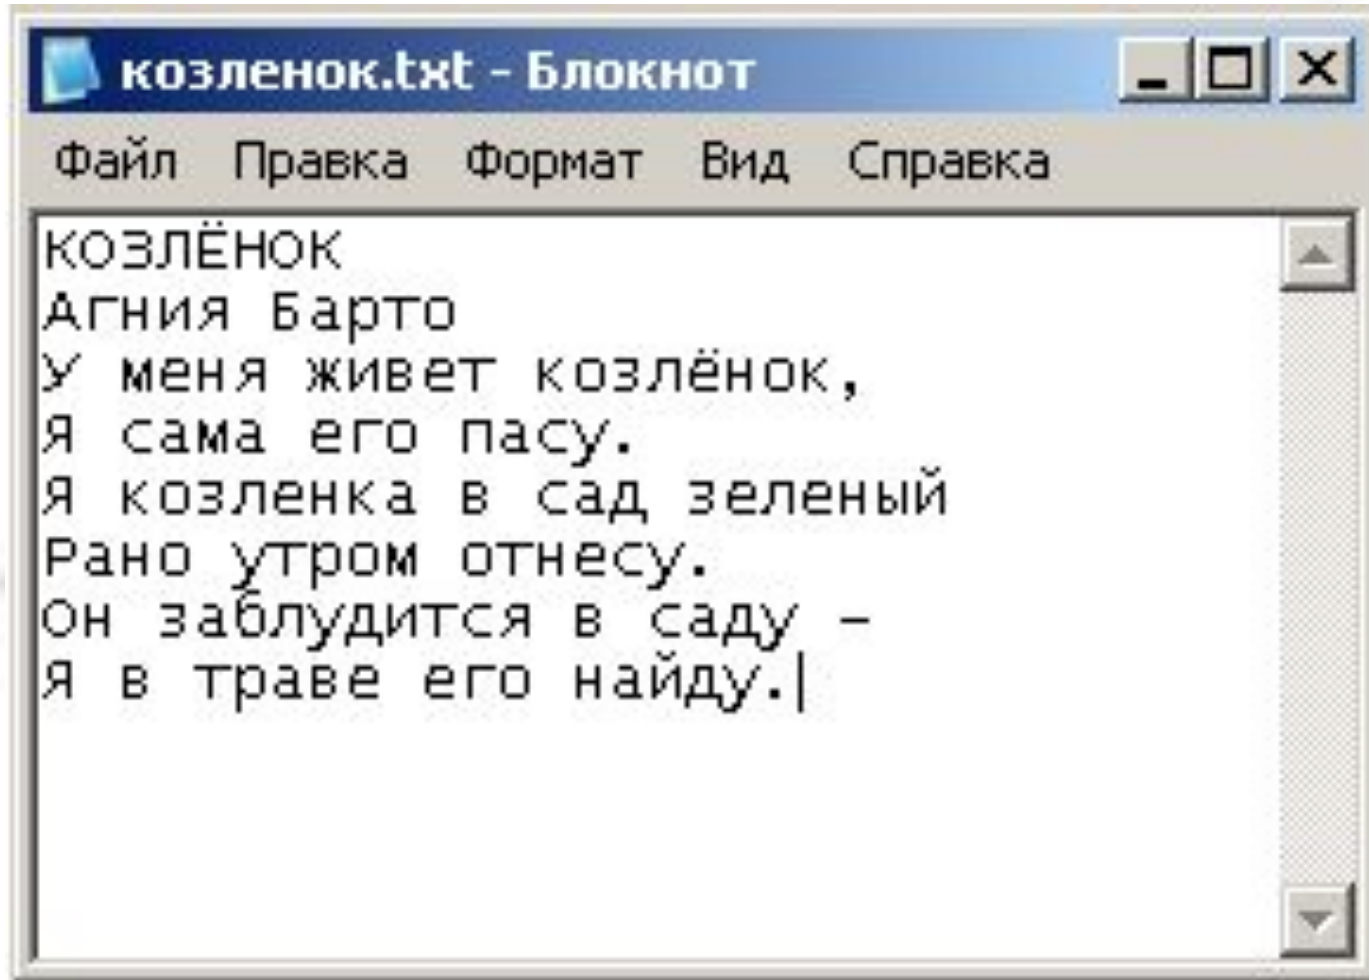 козленок.txt - Блокнот
Файл Правка Формат Вид Справка
КОЗЛЁНОК
Агния Барто
У меня живет козлёнок,
Я сама его пасу.
Я козленка в сад зеленый
Рано утром отнесу.
Он заблудится в саду –
Я в траве его найду.